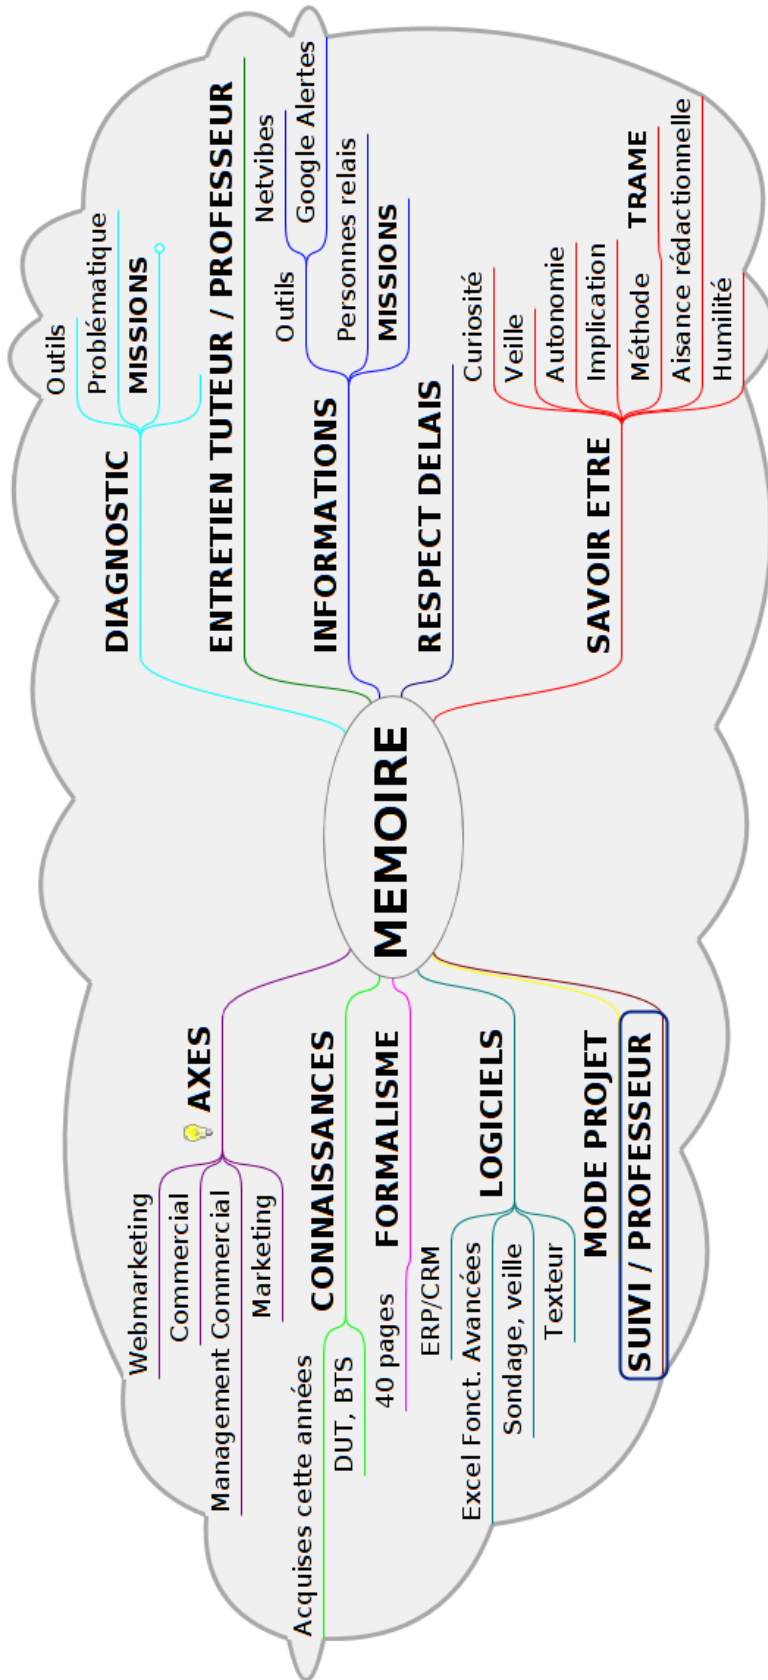 MEMOIRE
DIAGNOSTIC
Outils
Problématique
MISSIONS
ENTRETIEN TUTEUR / PROFESSEUR
INFORMATIONS
Outils
Netvibes
Google Alertes
Personnes relais
MISSIONS
RESPECT DELAIS
SAVOIR ETRE
Curiosité
Veille
Autonomie
Implication
Méthode
TRAME
Aisance rédactionnelle
Humilité
AXES
Webmarketing
Commercial
Management Commercial
Marketing
CONNAISSANCES
Acquises cette années
DUT, BTS
FORMALISME
40 pages
LOGICIELS
ERP/CRM
Excel Fonct. Avancées
Sondage, veille
Texteur
MODE PROJET
SUIVI / PROFESSEUR